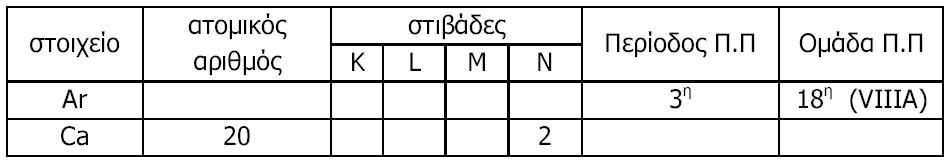 στοιχείο | ατομικός αριθμός | στιβάδες | Περίοδος Π.Π | Ομάδα Π.Π
K | L | M | N
Ar | 3η | 18η (VIIIA)
Ca | 20 | 2